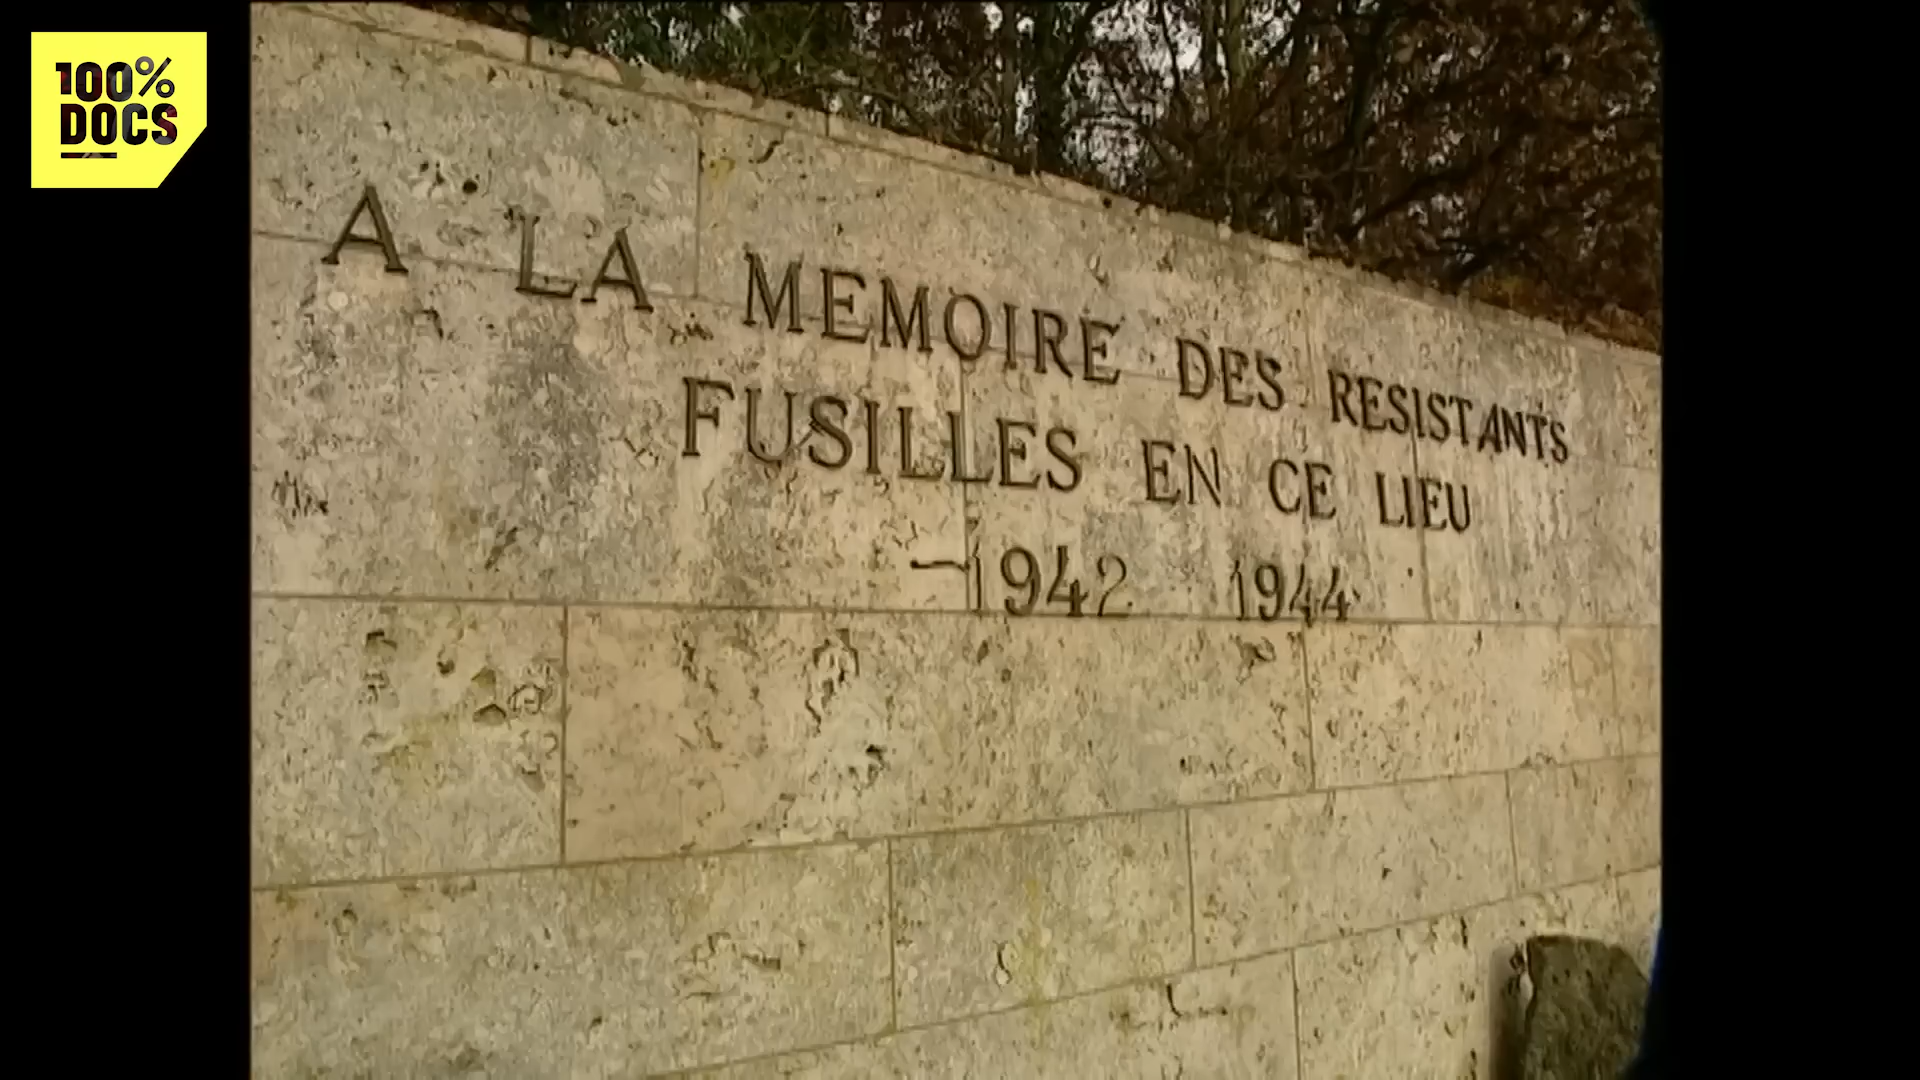 100%
DOCS
A LA MEMOIRE DES RESISTANTS
FUSILLES EN CE LIEU
1942 1944